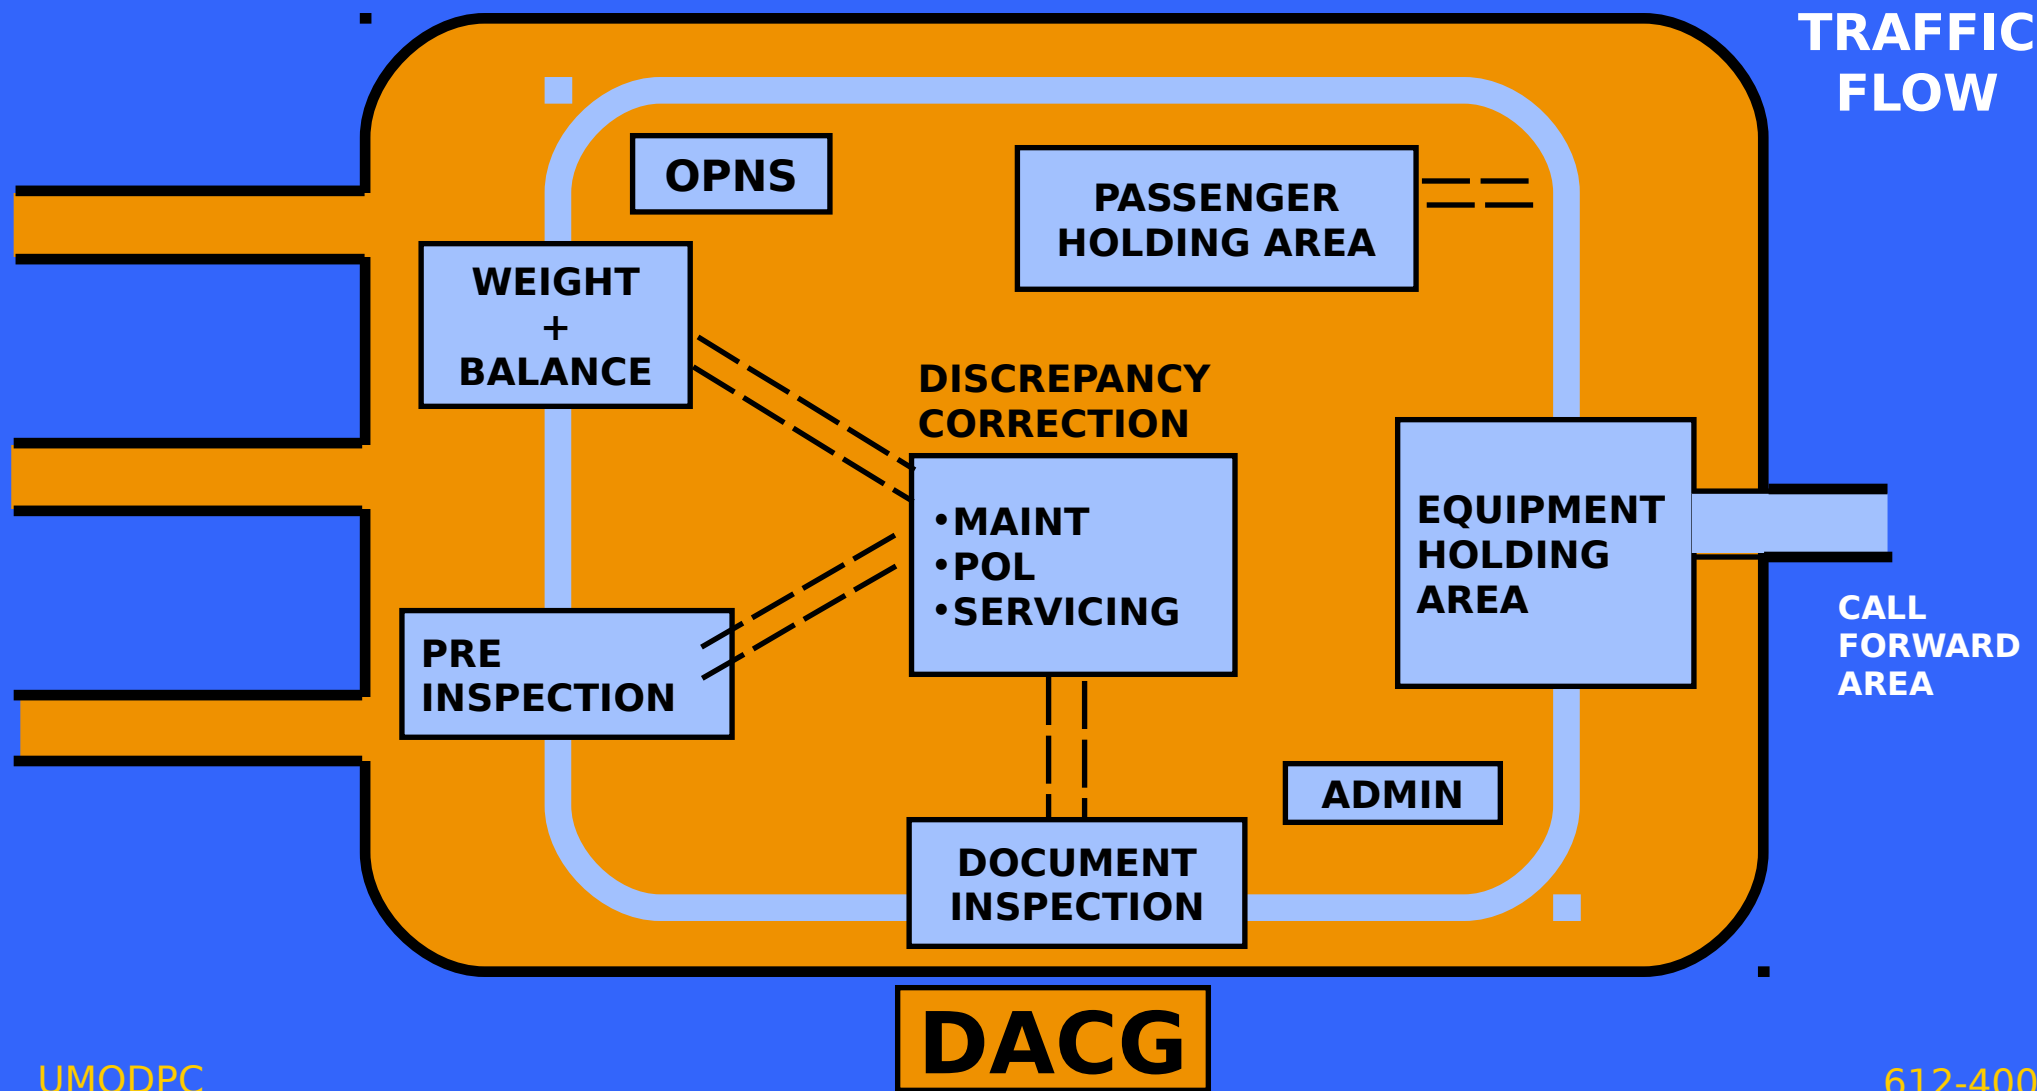 TRAFFIC
FLOW
OPNS
PASSENGER
HOLDING AREA
WEIGHT
+
BALANCE
DISCREPANCY
CORRECTION
•MAINT
•POL
•SERVICING
EQUIPMENT
HOLDING
AREA
CALL
FORWARD
AREA
PRE
INSPECTION
ADMIN
DOCUMENT
INSPECTION
DACG
UMODPC
612-400